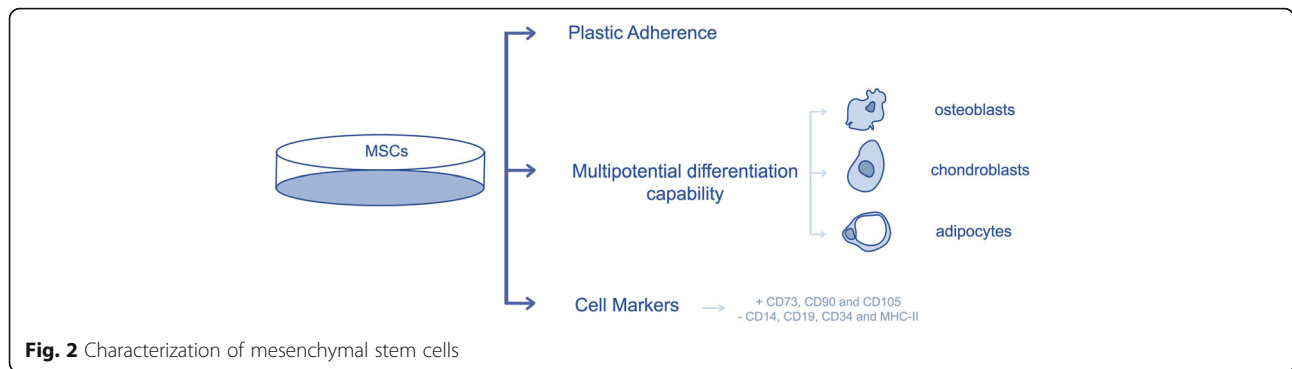 Plastic Adherence
MSCs
Multipotential differentiation
capability
osteoblasts
chondroblasts
adipocytes
Cell Markers
+ CD73, CD90 and CD105
- CD14, CD19, CD34 and MHC-II
Fig. 2 Characterization of mesenchymal stem cells